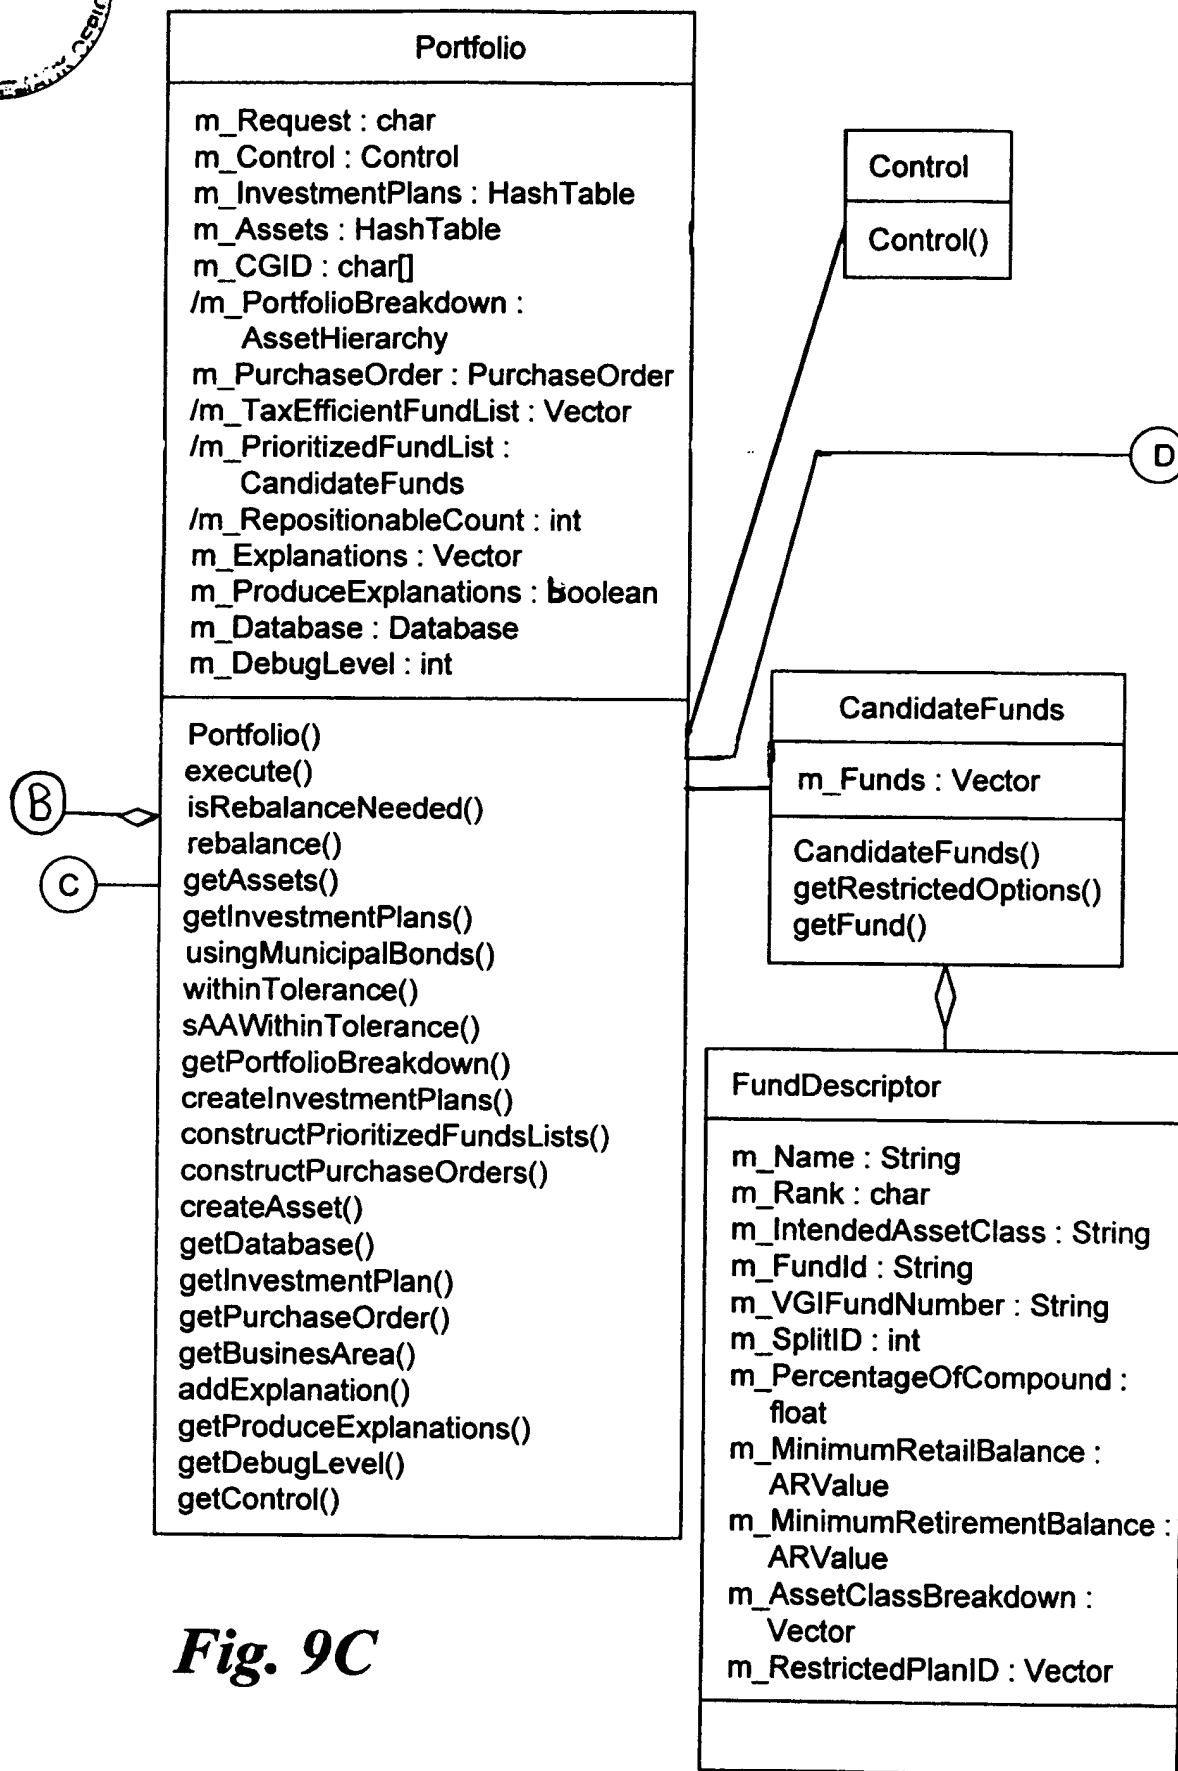 Portfolio
m_Request : char
m_Control : Control
m_InvestmentPlans : HashTable
m_Assets : HashTable
m_CGID : char[]
/m_PortfolioBreakdown :
AssetHierarchy
m_PurchaseOrder : PurchaseOrder
/m_TaxEfficientFundList : Vector
/m_PrioritizedFundList :
CandidateFunds
/m_RepositionableCount : int
m_Explanations : Vector
m_ProduceExplanations : boolean
m_Database : Database
m_DebugLevel : int
Portfolio()
execute()
isRebalanceNeeded()
rebalance()
getAssets()
getInvestmentPlans()
usingMunicipalBonds()
withinTolerance()
sAAWithinTolerance()
getPortfolioBreakdown()
createInvestmentPlans()
constructPrioritizedFundsLists()
constructPurchaseOrders()
createAsset()
getDatabase()
getInvestmentPlan()
getPurchaseOrder()
getBusinesArea()
addExplanation()
getProduceExplanations()
getDebugLevel()
getControl()
B
C
Control
Control()
D
CandidateFunds
m_Funds : Vector
CandidateFunds()
getRestrictedOptions()
getFund()
FundDescriptor
m_Name : String
m_Rank : char
m_IntendedAssetClass : String
m_FundId : String
m_VGIFundNumber : String
m_SplitID : int
m_PercentageOfCompound :
float
m_MinimumRetailBalance :
ARValue
m_MinimumRetirementBalance :
ARValue
m_AssetClassBreakdown :
Vector
m_RestrictedPlanID : Vector
Fig. 9C